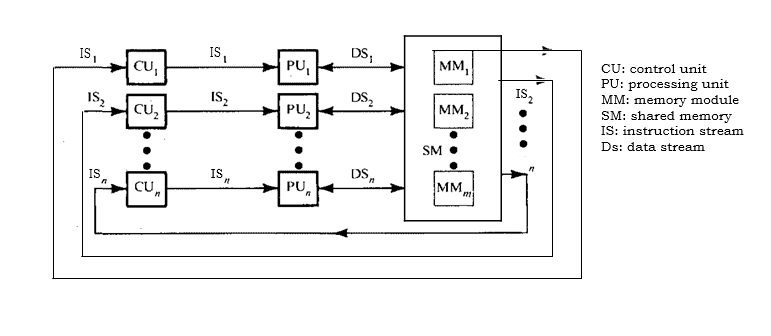 IS1 CU1 IS1 PU1 DS1 MM1
IS2 CU2 IS2 PU2 DS2 MM2 IS2
SM
ISn CUn ISn PUn DSn MMm n
CU: control unit
PU: processing unit
MM: memory module
SM: shared memory
IS: instruction stream
Ds: data stream